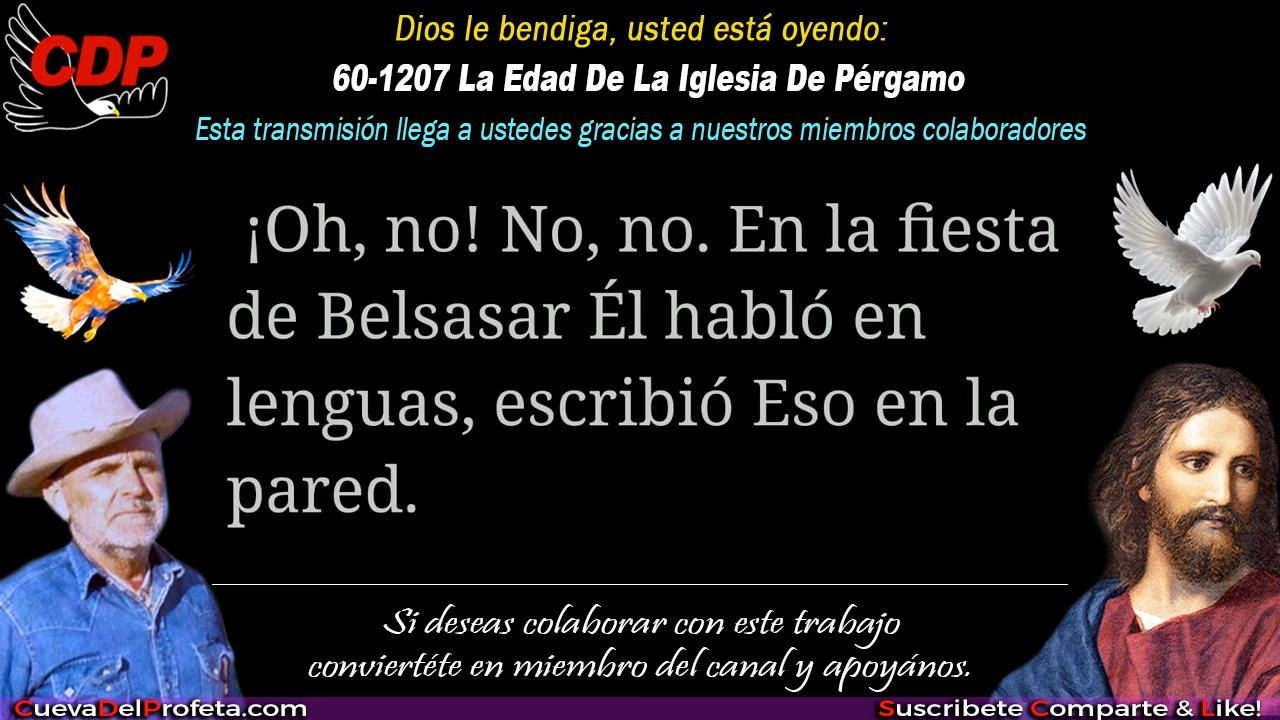 CDP
Dios le bendiga, usted está oyendo:
60-1207 La Edad De La Iglesia De Pérgamo
Esta transmisión llega a ustedes gracias a nuestros miembros colaboradores
¡Oh, no! No, no. En la fiesta
de Belsasar Él habló en
lenguas, escribió Eso en la
pared.
Si deseas colaborar con este trabajo
conviertéte en miembro del canal y apoyános.
CuevaDelProfeta.com
Suscribete Comparte & Like!